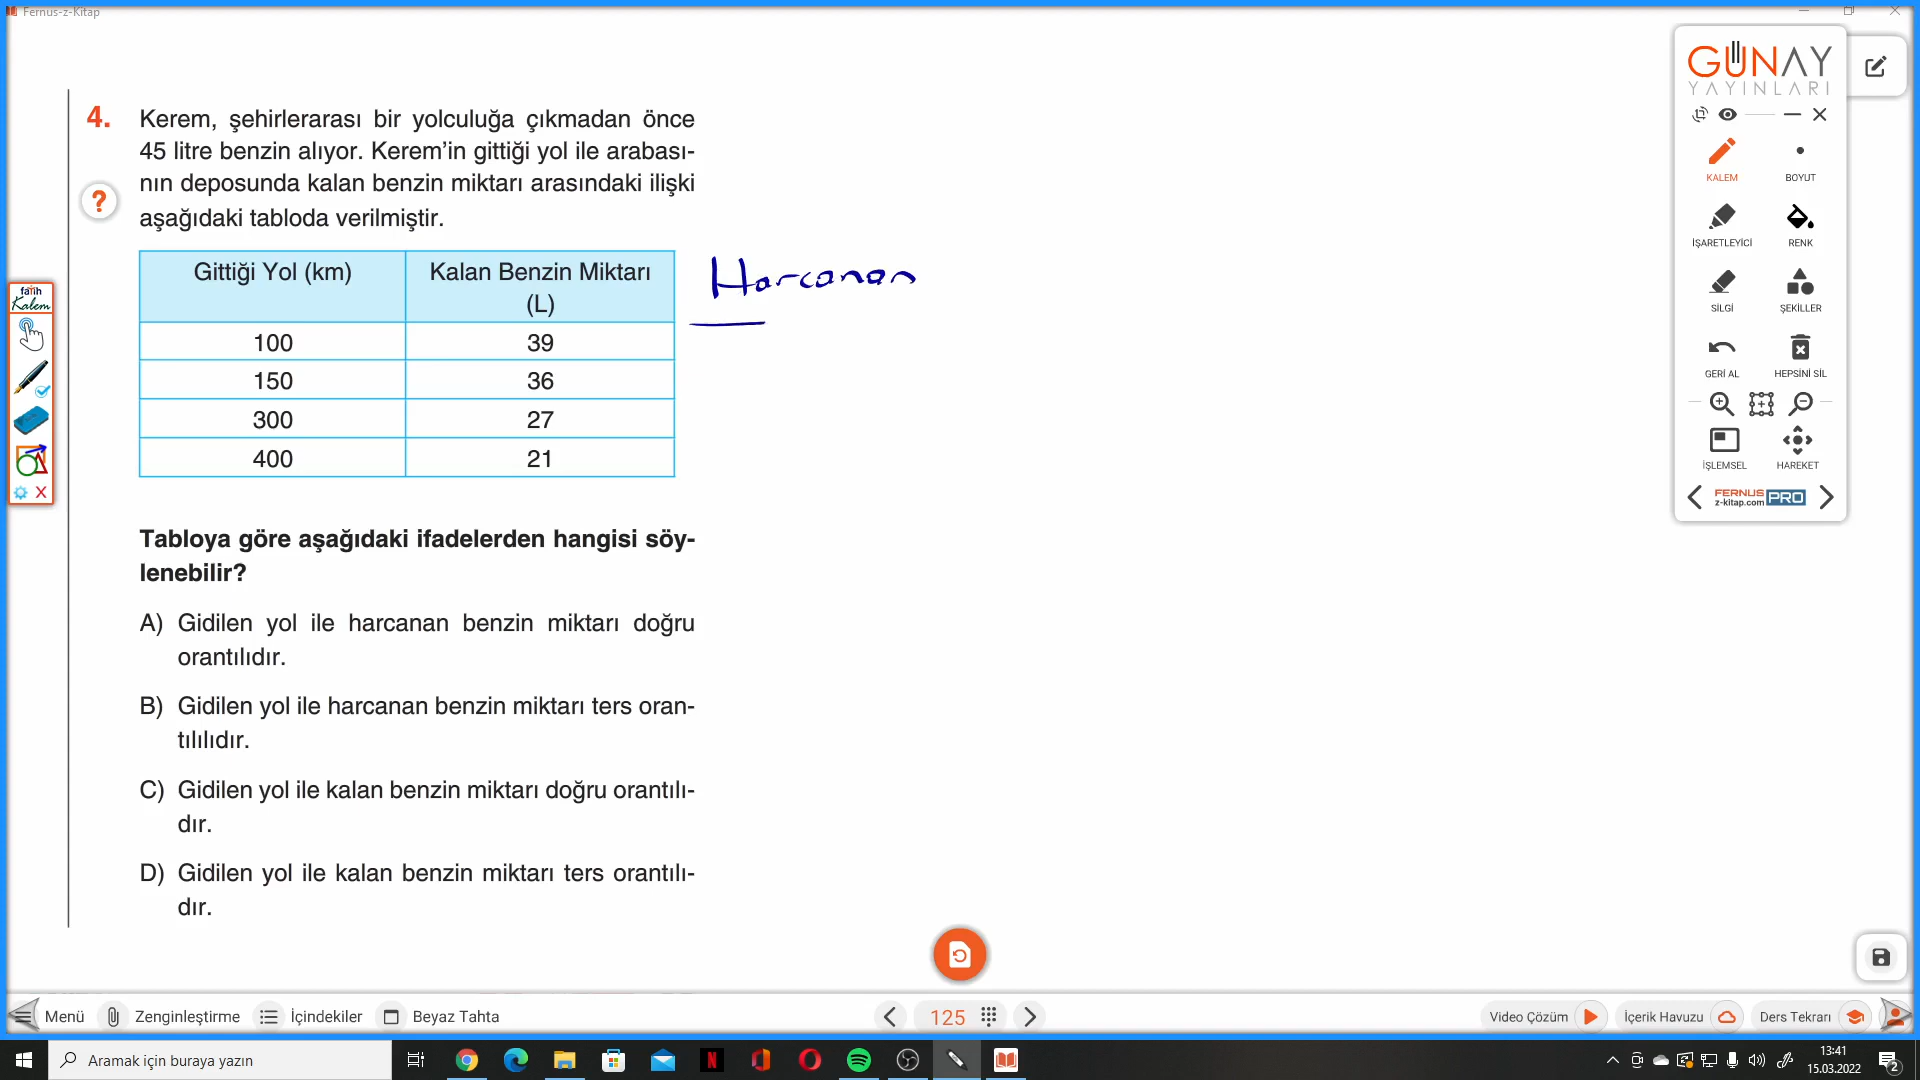 Fernus-z-Kitap
4.
Kerem, şehirlerarası bir yolculuğa çıkmadan önce
45 litre benzin alıyor. Kerem’in gittiği yol ile arabası-
nın deposunda kalan benzin miktarı arasındaki ilişki
aşağıdaki tabloda verilmiştir.
?
Gittiği Yol (km) Kalan Benzin Miktarı (L)
100 39
150 36
300 27
400 21
Harcanan
Tabloya göre aşağıdaki ifadelerden hangisi söy-
lenebilir?
A) Gidilen yol ile harcanan benzin miktarı doğru
orantılıdır.
B) Gidilen yol ile harcanan benzin miktarı ters oran-
tılılıdır.
C) Gidilen yol ile kalan benzin miktarı doğru orantılı-
dır.
D) Gidilen yol ile kalan benzin miktarı ters orantılı-
dır.
fatih
Kalem
X
GÜNAY
YAYINLARI
KALEM BOYUT
İŞARETLEYİCİ RENK
SİLGİ ŞEKİLLER
GERİ AL HEPSİNİ SİL
İŞLEMSEL HAREKET
FERNUS PRO
z-kitap.com
Menü Zenginleştirme İçindekiler Beyaz Tahta 125 Video Çözüm İçerik Havuzu Ders Tekrarı
Aramak için buraya yazın
13:41
15.03.2022
2